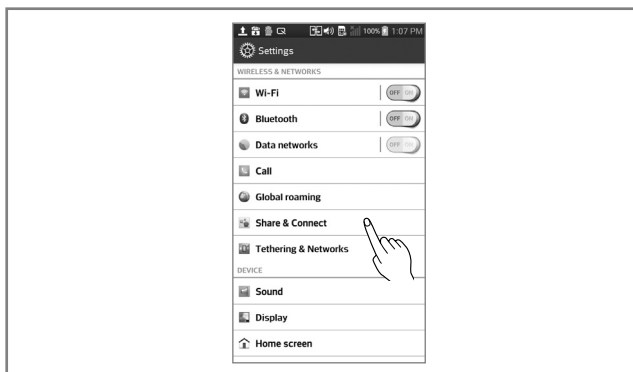 100% 1:07 PM
Settings
WIRELESS & NETWORKS
Wi-Fi OFF ON
Bluetooth OFF ON
Data networks OFF ON
Call
Global roaming
Share & Connect
Tethering & Networks
DEVICE
Sound
Display
Home screen